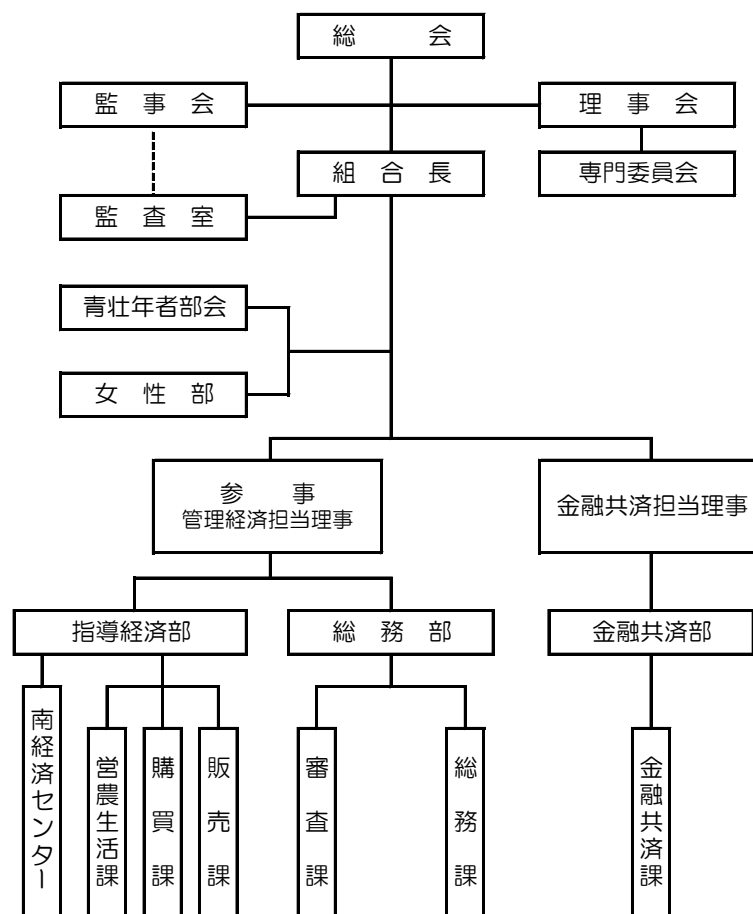 総会
監事会
理事会
組合長
専門委員会
監査室
青壮年者部会
女性部
参事
管理経済担当理事
金融共済担当理事
指導経済部
総務部
金融共済部
南経済センター
営農生活課
購買課
販売課
審査課
総務課
金融共済課